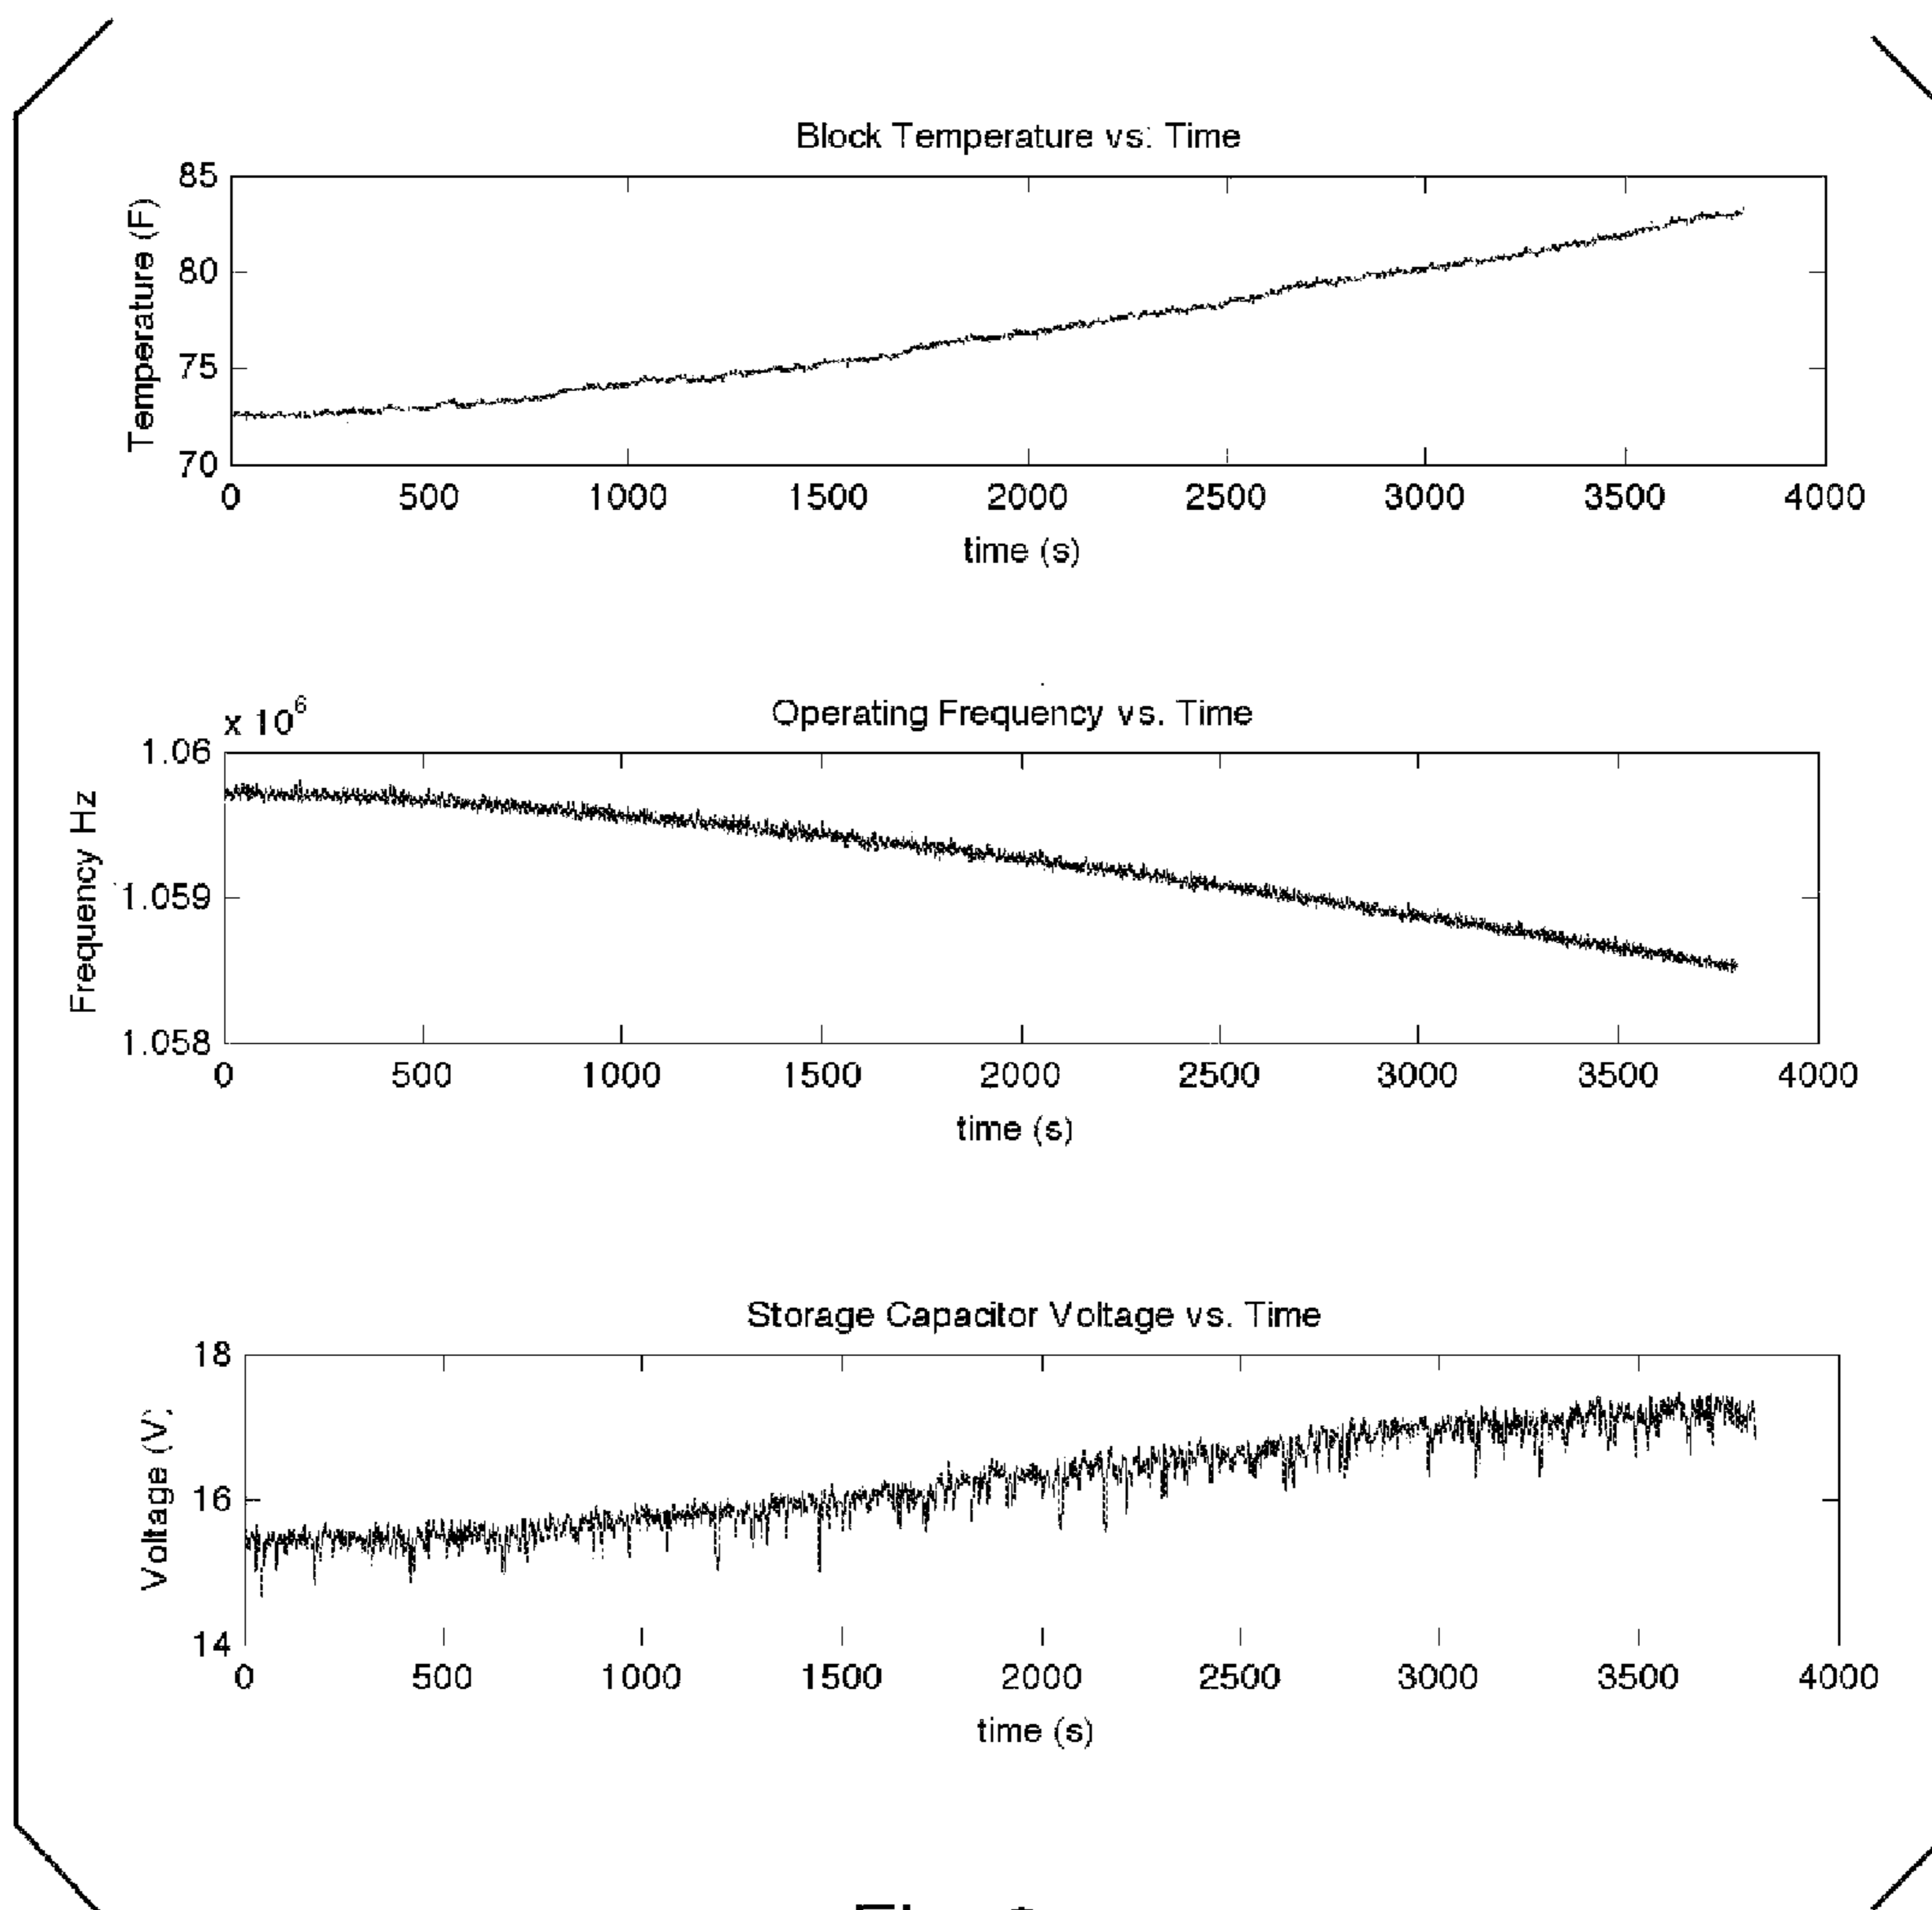 Block Temperature vs. Time
85
80
75
70
Temperature (F)
0 500 1000 1500 2000 2500 3000 3500 4000
time (s)
Operating Frequency vs. Time
x 10^6
1.06
1.059
1.058
Frequency Hz
0 500 1000 1500 2000 2500 3000 3500 4000
time (s)
Storage Capacitor Voltage vs. Time
18
16
14
Voltage (V)
0 500 1000 1500 2000 2500 3000 3500 4000
time (s)